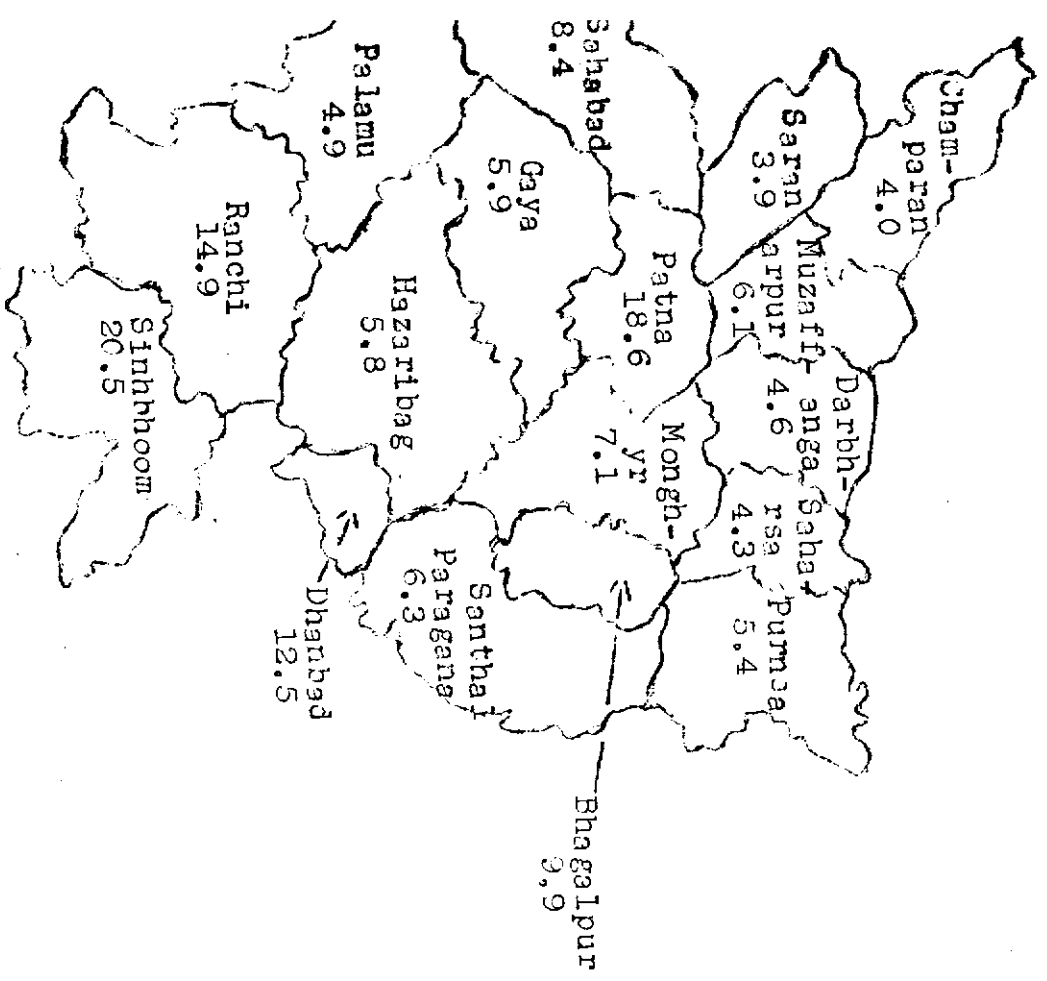 Cham-
paran
4.0
Saran
3.9
Muzaff-
arpur
6.1
Darbh-
anga
4.6
Saha
rsa
4.3
Purnea
5.4
Sahabad
8.4
Patna
18.6
Mongh-
yr
7.1
Bhagalpur
9.9
Gaya
5.9
Santhal
Paragana
6.3
Palamu
4.9
Hazaribag
5.8
Dhanbad
12.5
Ranchi
14.9
Sinhbhoom
20.5